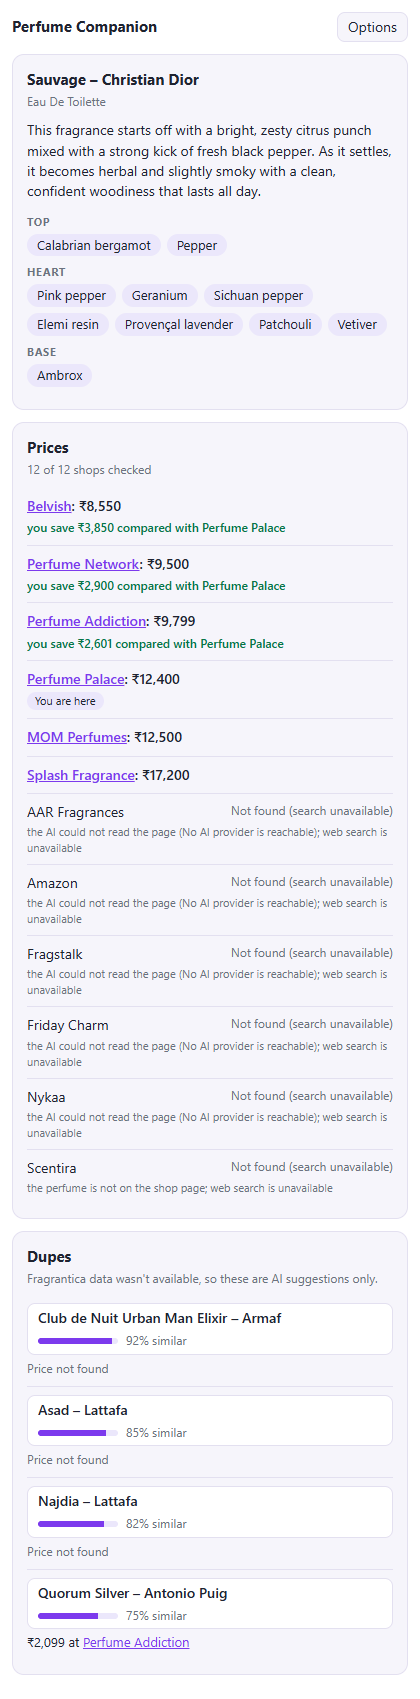 Perfume Companion
Options
Sauvage – Christian Dior
Eau De Toilette
This fragrance starts off with a bright, zesty citrus punch
mixed with a strong kick of fresh black pepper. As it settles,
it becomes herbal and slightly smoky with a clean,
confident woodiness that lasts all day.
TOP
Calabrian bergamot Pepper
HEART
Pink pepper Geranium Sichuan pepper
Elemi resin Provençal lavender Patchouli Vetiver
BASE
Ambrox
Prices
12 of 12 shops checked
Belvish: ₹8,550
you save ₹3,850 compared with Perfume Palace
Perfume Network: ₹9,500
you save ₹2,900 compared with Perfume Palace
Perfume Addiction: ₹9,799
you save ₹2,601 compared with Perfume Palace
Perfume Palace: ₹12,400
You are here
MOM Perfumes: ₹12,500
Splash Fragrance: ₹17,200
AAR Fragrances Not found (search unavailable)
the AI could not read the page (No AI provider is reachable); web search is
unavailable
Amazon Not found (search unavailable)
the AI could not read the page (No AI provider is reachable); web search is
unavailable
Fragstalk Not found (search unavailable)
the AI could not read the page (No AI provider is reachable); web search is
unavailable
Friday Charm Not found (search unavailable)
the AI could not read the page (No AI provider is reachable); web search is
unavailable
Nykaa Not found (search unavailable)
the AI could not read the page (No AI provider is reachable); web search is
unavailable
Scentira Not found (search unavailable)
the perfume is not on the shop page; web search is unavailable
Dupes
Fragrantica data wasn't available, so these are AI suggestions only.
Club de Nuit Urban Man Elixir – Armaf
92% similar
Price not found
Asad – Lattafa
85% similar
Price not found
Najdia – Lattafa
82% similar
Price not found
Quorum Silver – Antonio Puig
75% similar
₹2,099 at Perfume Addiction